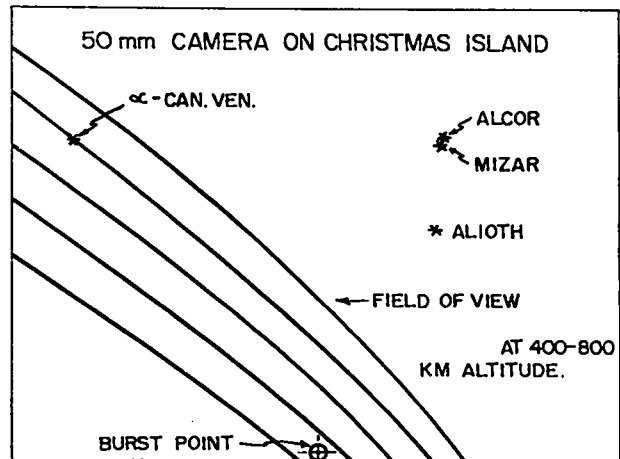 50 mm CAMERA ON CHRISTMAS ISLAND
∝-CAN. VEN.
ALCOR
MIZAR
ALIOTH
FIELD OF VIEW
AT 400-800
KM ALTITUDE.
BURST POINT